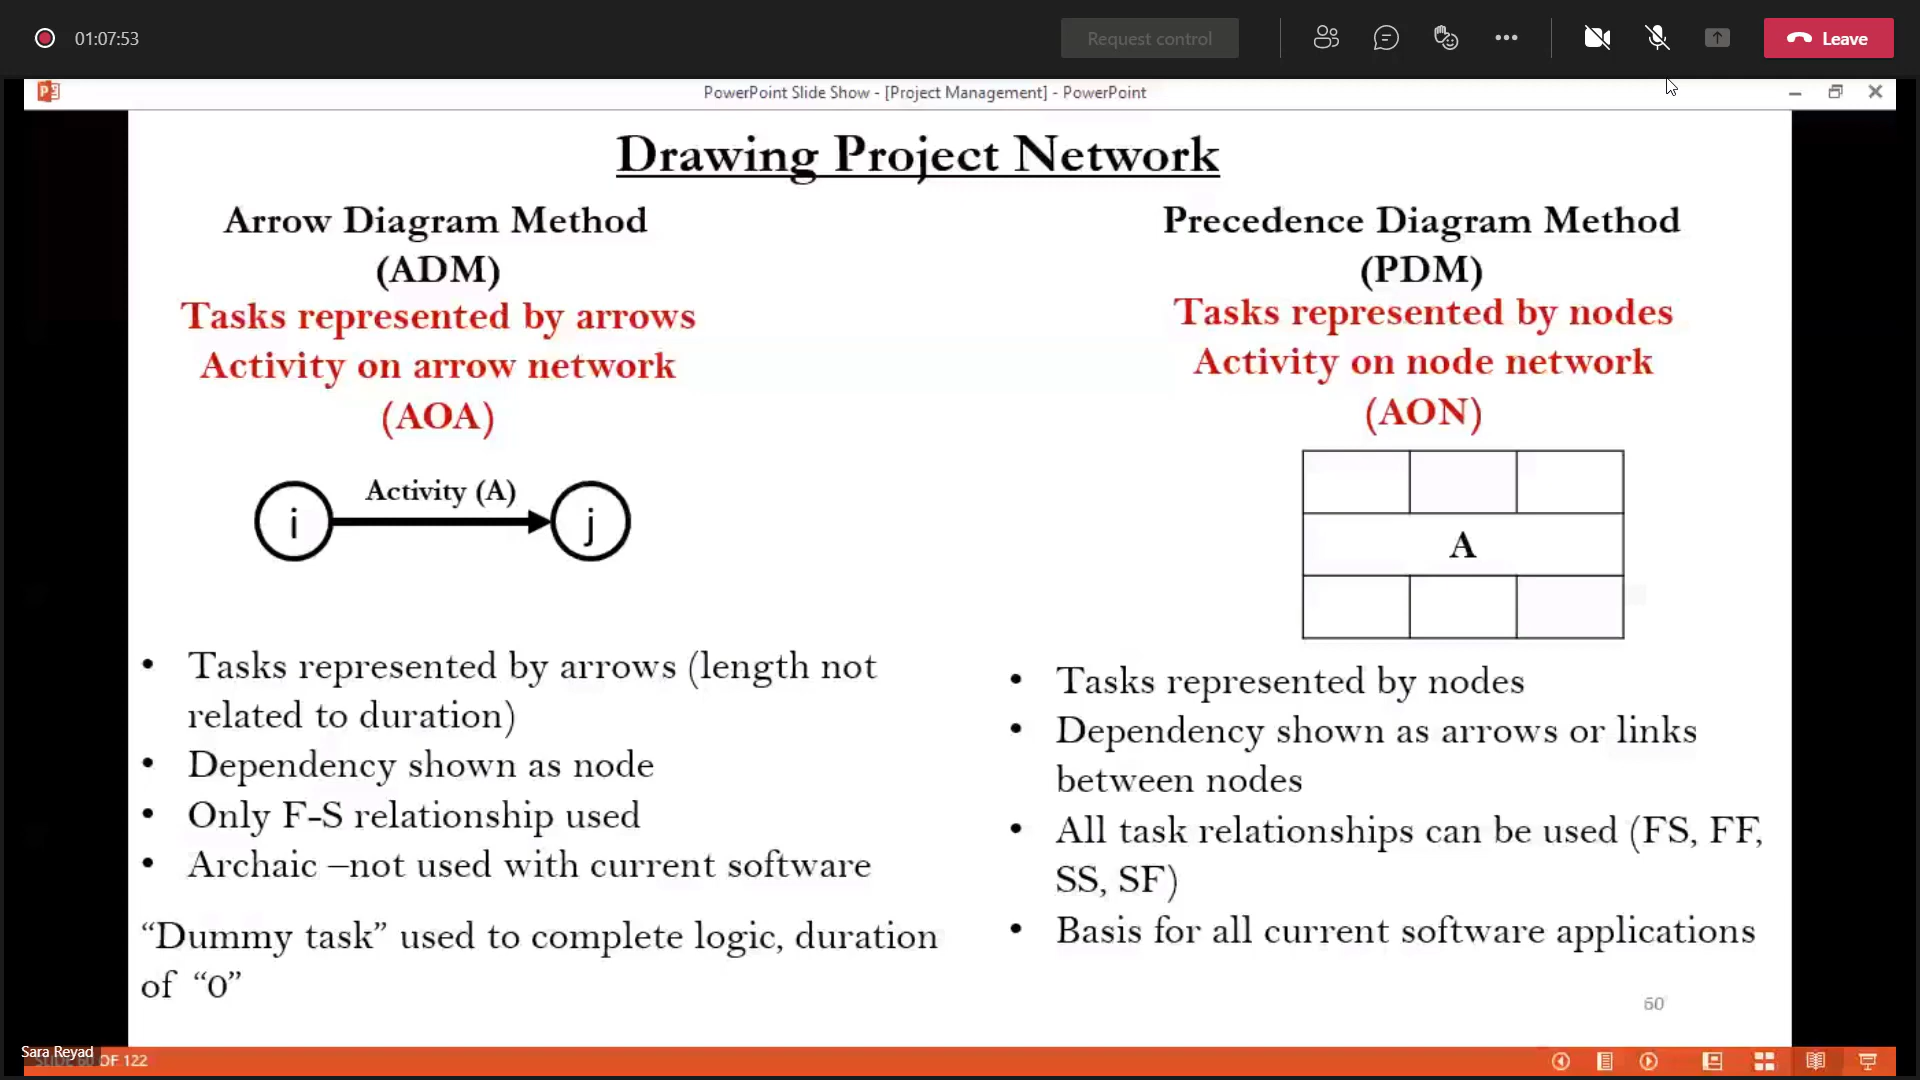 01:07:53
Request control
Leave
PowerPoint Slide Show - [Project Management] - PowerPoint
Drawing Project Network
Arrow Diagram Method
(ADM)
Tasks represented by arrows
Activity on arrow network
(AOA)
Activity (A)
i
j
• Tasks represented by arrows (length not
related to duration)
• Dependency shown as node
• Only F-S relationship used
• Archaic –not used with current software
“Dummy task” used to complete logic, duration
of “0”
Precedence Diagram Method
(PDM)
Tasks represented by nodes
Activity on node network
(AON)
A
• Tasks represented by nodes
• Dependency shown as arrows or links
between nodes
• All task relationships can be used (FS, FF,
SS, SF)
• Basis for all current software applications
60
Sara Reyad
SLIDE 60 OF 122